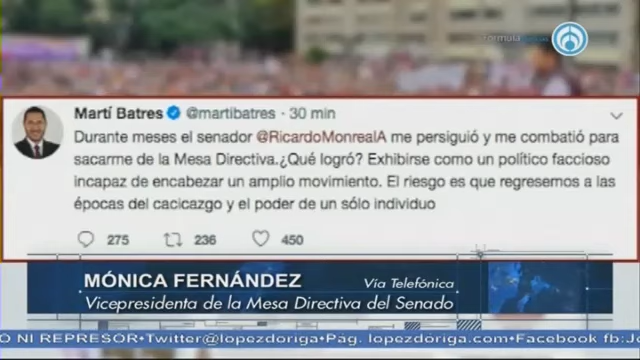 Formula
Martí Batres @martibatres · 30 min
Durante meses el senador @RicardoMonrealA me persiguió y me combatió para
sacarme de la Mesa Directiva.¿Qué logró? Exhibirse como un político faccioso
incapaz de encabezar un amplio movimiento. El riesgo es que regresemos a las
épocas del cacicazgo y el poder de un sólo individuo
275 236 450
MÓNICA FERNÁNDEZ Vía Telefónica
Vicepresidenta de la Mesa Directiva del Senado
O NI REPRESOR•Twitter@lopezdoriga•Pág. lopezdoriga.com•Facebook fb:J